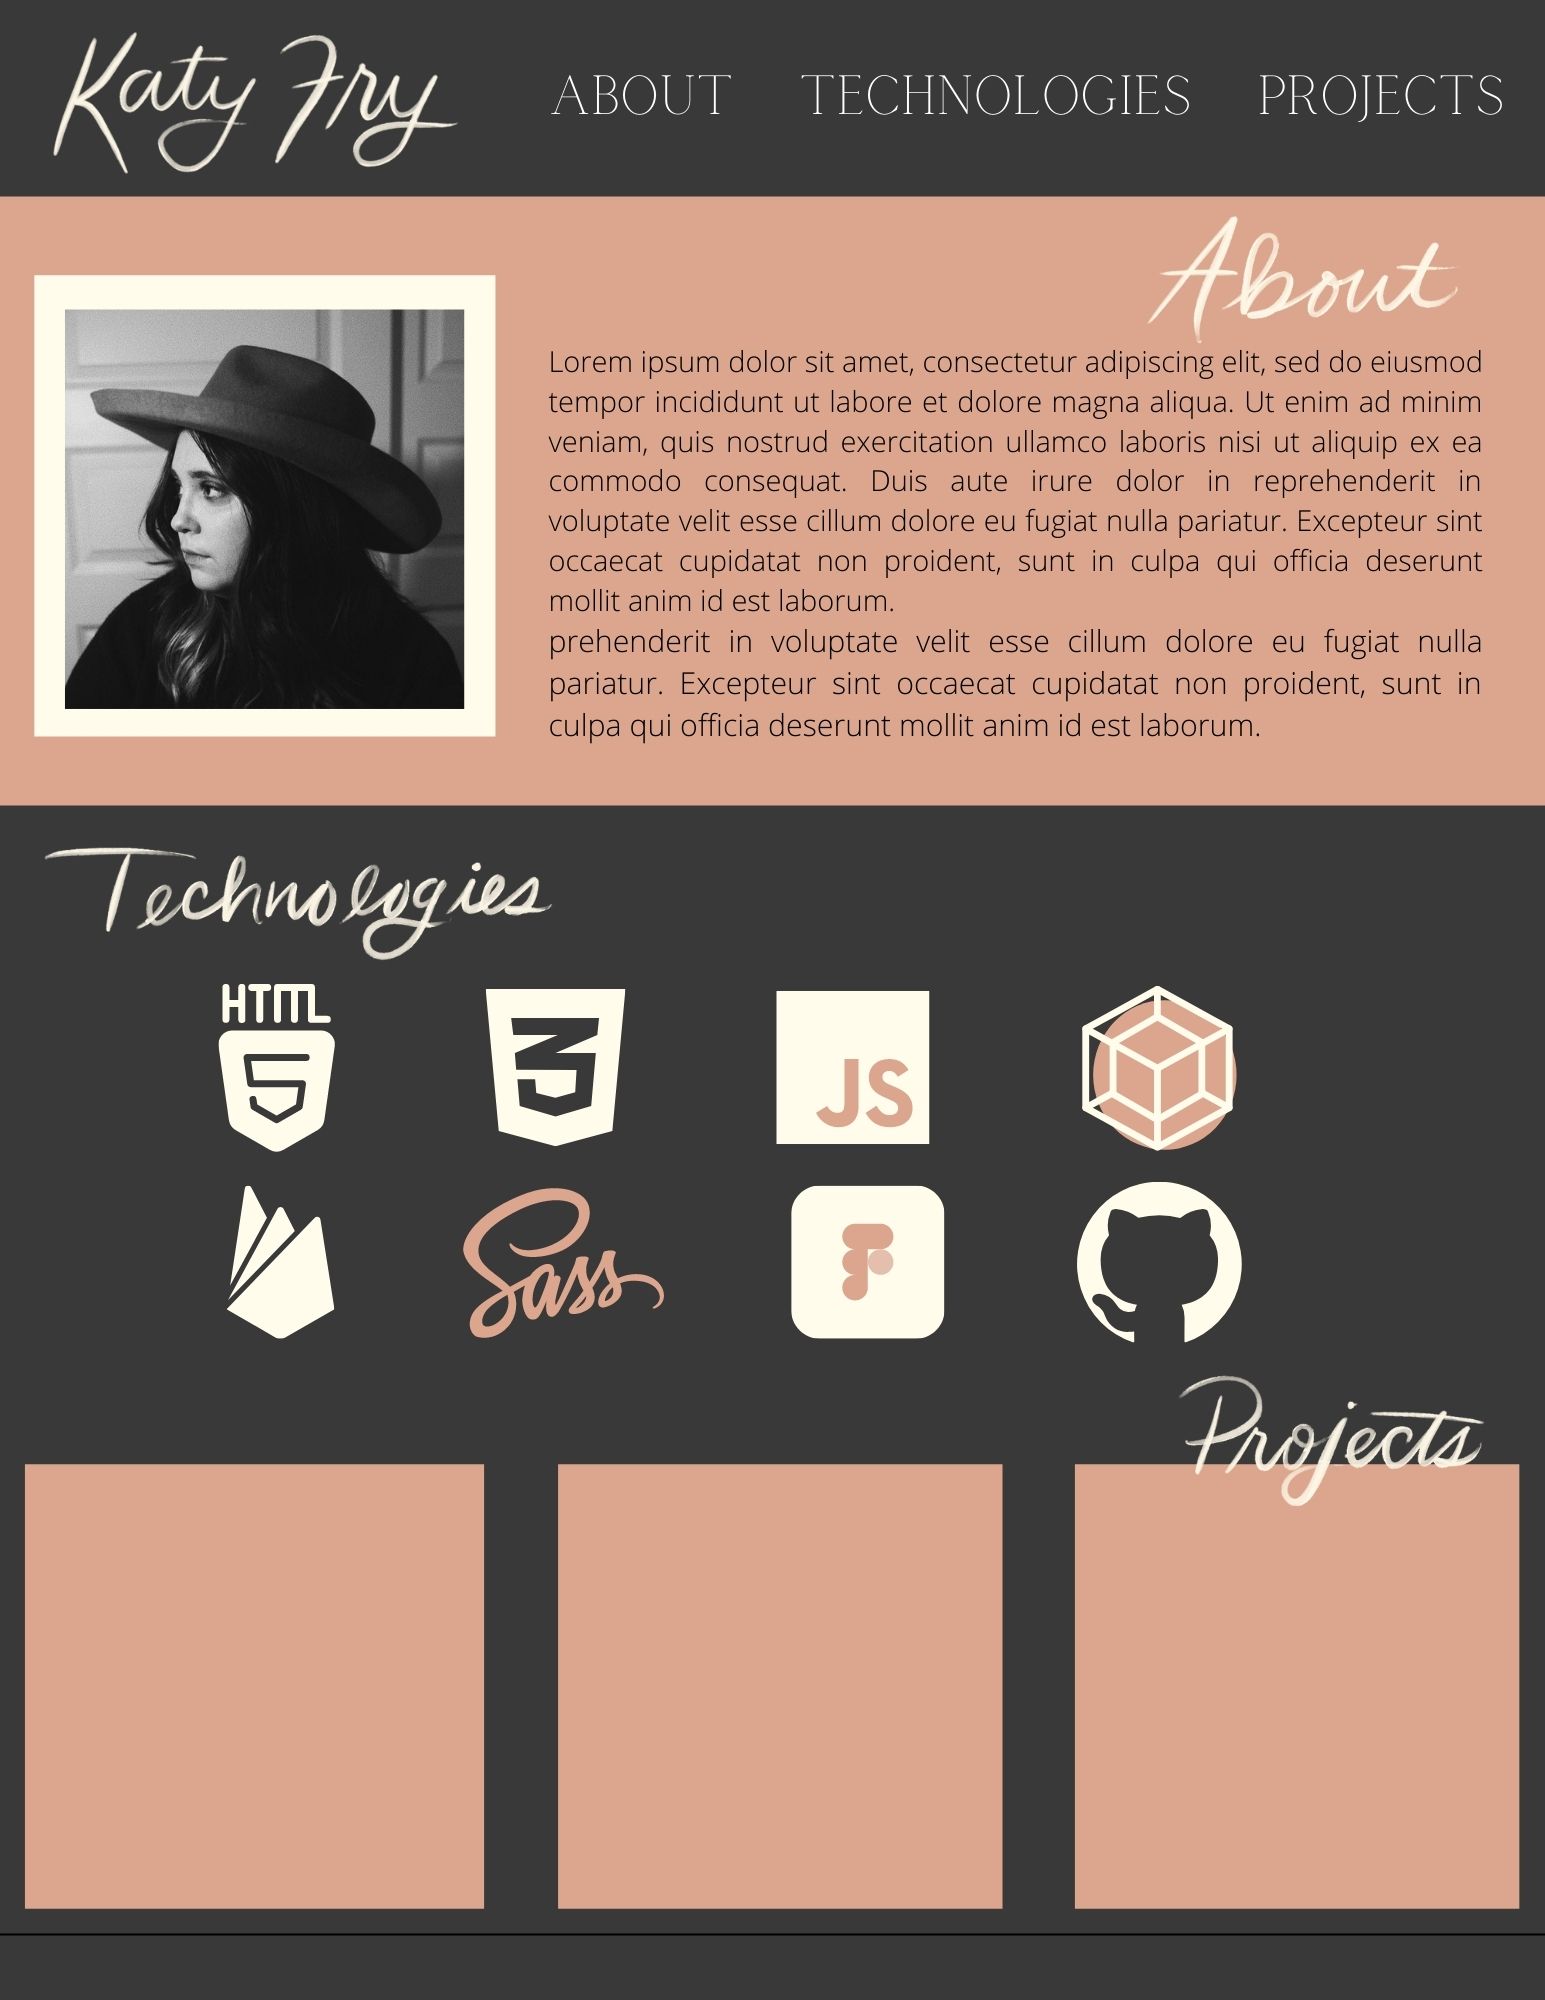 Katy Fry
ABOUT TECHNOLOGIES PROJECTS
About
Lorem ipsum dolor sit amet, consectetur adipiscing elit, sed do eiusmod
tempor incididunt ut labore et dolore magna aliqua. Ut enim ad minim
veniam, quis nostrud exercitation ullamco laboris nisi ut aliquip ex ea
commodo consequat. Duis aute irure dolor in reprehenderit in
voluptate velit esse cillum dolore eu fugiat nulla pariatur. Excepteur sint
occaecat cupidatat non proident, sunt in culpa qui officia deserunt
mollit anim id est laborum.
prehenderit in voluptate velit esse cillum dolore eu fugiat nulla
pariatur. Excepteur sint occaecat cupidatat non proident, sunt in
culpa qui officia deserunt mollit anim id est laborum.
Technologies
HTML
5 3 JS
Sass
Projects